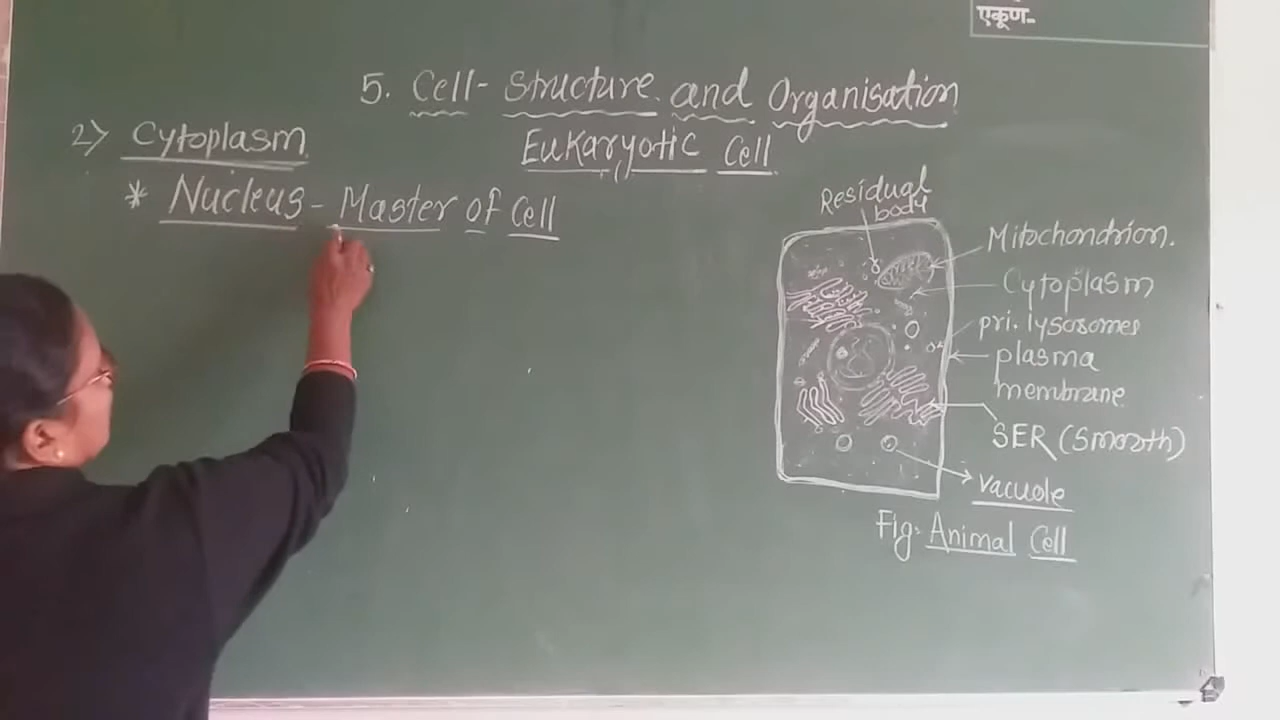 एकूण-
5. Cell- Structure and Organisation
Eukaryotic Cell
2) Cytoplasm
* Nucleus - Master of Cell
Residual
body
Mitochondrion.
Cytoplasm
pri. lysosomes
plasma
membrane
SER (Smooth)
Vacuole
Fig: Animal Cell